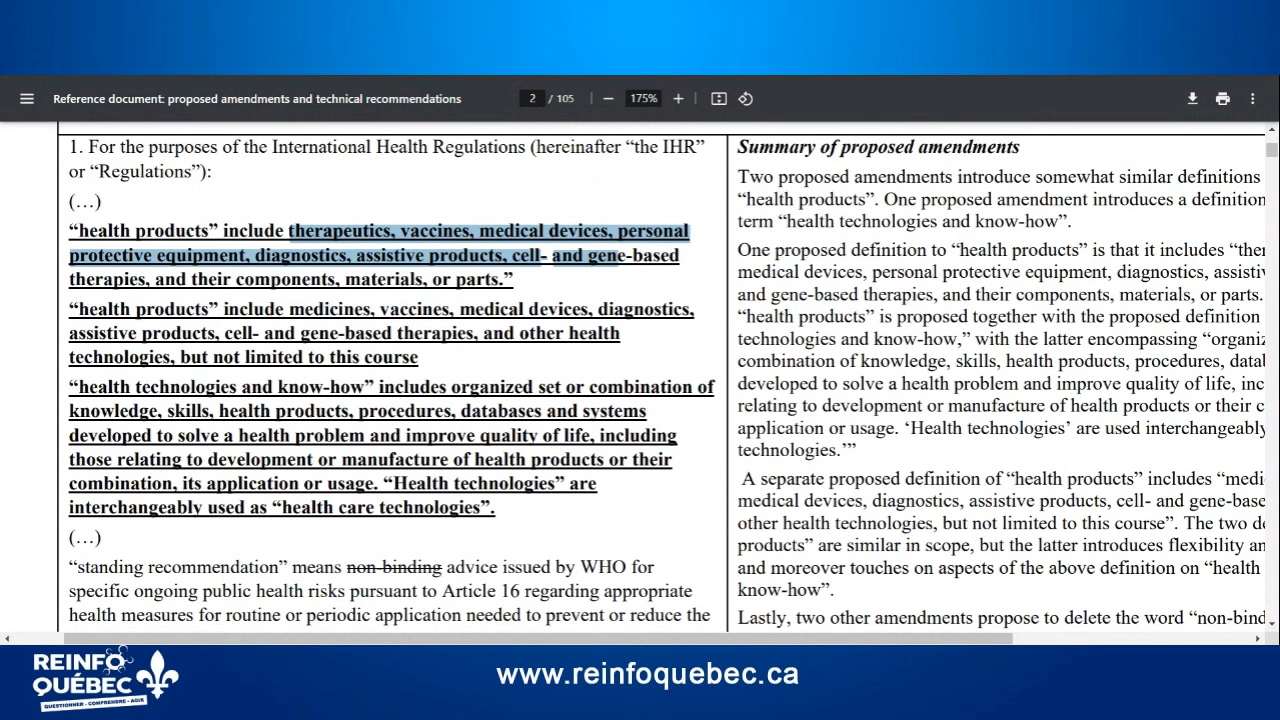 Reference document: proposed amendments and technical recommendations
2 / 105
175%
1. For the purposes of the International Health Regulations (hereinafter “the IHR”
or “Regulations”):
(…)
“health products” include therapeutics, vaccines, medical devices, personal
protective equipment, diagnostics, assistive products, cell- and gene-based
therapies, and their components, materials, or parts.”
“health products” include medicines, vaccines, medical devices, diagnostics,
assistive products, cell- and gene-based therapies, and other health
technologies, but not limited to this course
“health technologies and know-how” includes organized set or combination of
knowledge, skills, health products, procedures, databases and systems
developed to solve a health problem and improve quality of life, including
those relating to development or manufacture of health products or their
combination, its application or usage. “Health technologies” are
interchangeably used as “health care technologies”.
(…)
“standing recommendation” means non-binding advice issued by WHO for
specific ongoing public health risks pursuant to Article 16 regarding appropriate
health measures for routine or periodic application needed to prevent or reduce the
Summary of proposed amendments
Two proposed amendments introduce somewhat similar definitions
“health products”. One proposed amendment introduces a definition
term “health technologies and know-how”.
One proposed definition to “health products” is that it includes “ther
medical devices, personal protective equipment, diagnostics, assistiv
and gene-based therapies, and their components, materials, or parts.
“health products” is proposed together with the proposed definition
technologies and know-how,” with the latter encompassing “organiz
combination of knowledge, skills, health products, procedures, datal
developed to solve a health problem and improve quality of life, inc
relating to development or manufacture of health products or their c
application or usage. ‘Health technologies’ are used interchangeably
technologies.’”
A separate proposed definition of “health products” includes “medi
medical devices, diagnostics, assistive products, cell- and gene-base
other health technologies, but not limited to this course”. The two de
products” are similar in scope, but the latter introduces flexibility an
and moreover touches on aspects of the above definition on “health
know-how”.
Lastly, two other amendments propose to delete the word “non-bind
REINFO
QUÉBEC
QUESTIONNER - COMPRENDRE - AGIR
www.reinfoquebec.ca